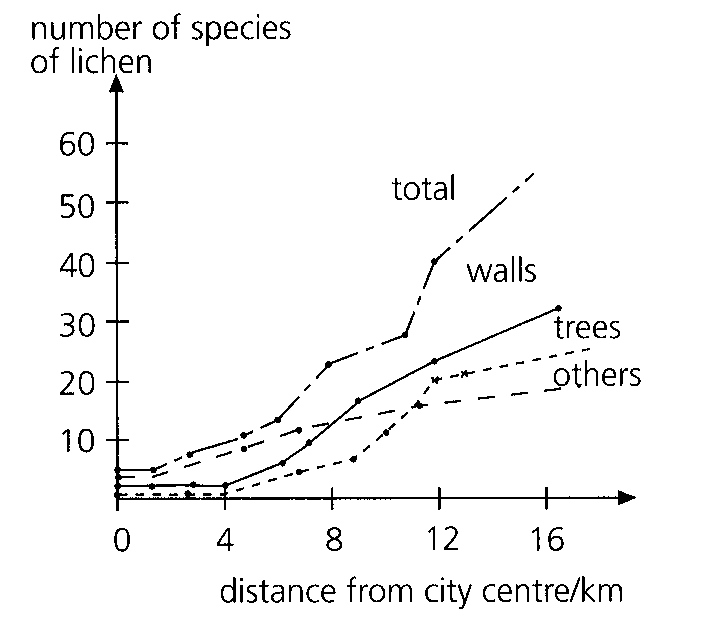 number of species
of lichen
60
total
50
40
walls
30
trees
20
others
10
0 4 8 12 16
distance from city centre/km